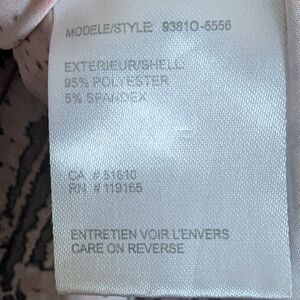 MODELE/STYLE: 9381O-5556
EXTERIEUR/SHELL:
95% POLYESTER
5% SPANDEX
CA # 51610
RN # 119165
ENTRETIEN VOIR L'ENVERS
CARE ON REVERSE